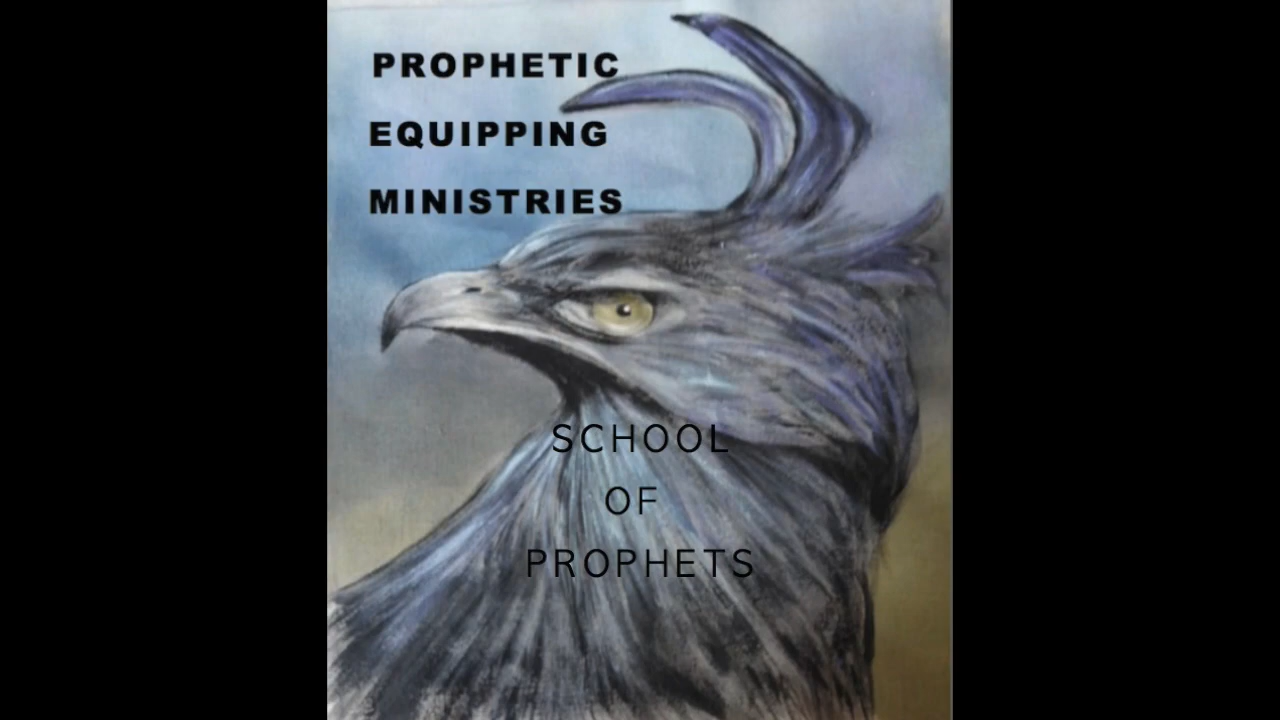 PROPHETIC
EQUIPPING
MINISTRIES
SCHOOL
OF
PROPHETS